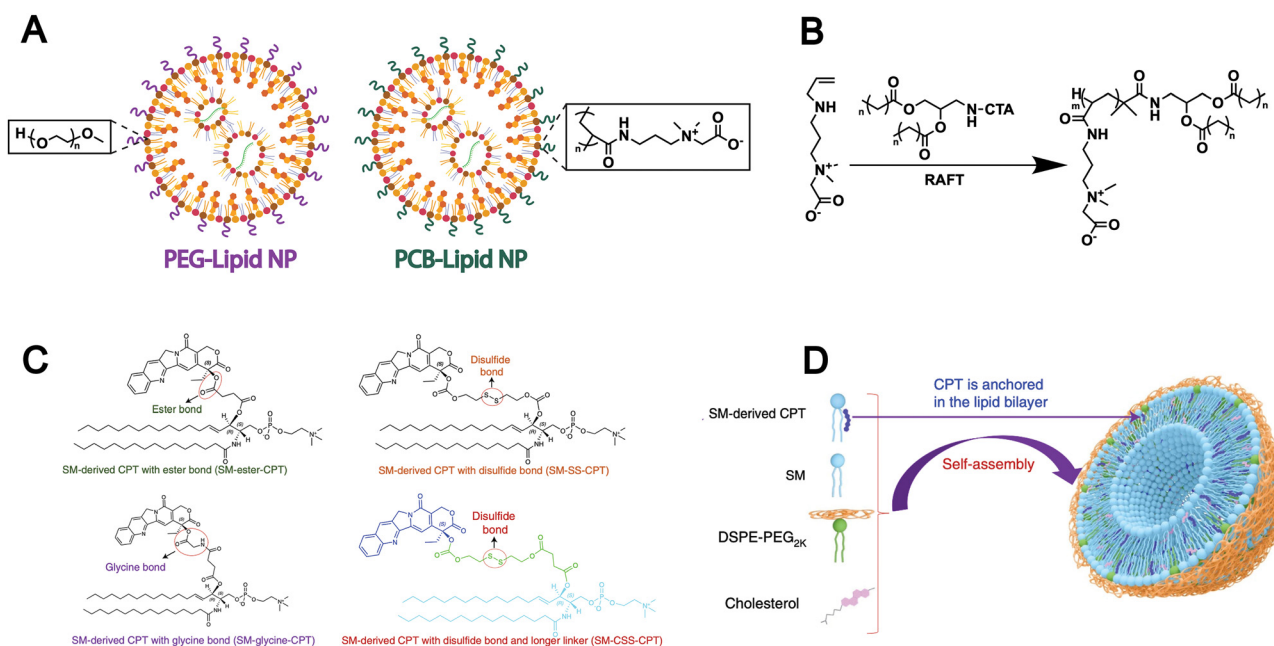 A
H
O
n
O
PEG-Lipid NP
H
N
O
N+
O
O-
PCB-Lipid NP
B
NH
N+
O
O-
O
n
O
O
n
O
N-CTA
H
RAFT
H
m
O
NH
O
N
H
O
O
n
O
O
n
N+
O
O-
C
O
N
O
O
N
(S)
O
O
O
Ester bond
(S)
(R)
NH
O
O
P
O
O-
N+
SM-derived CPT with ester bond (SM-ester-CPT)
Disulfide
bond
S
S
SM-derived CPT with disulfide bond (SM-SS-CPT)
Glycine bond
SM-derived CPT with glycine bond (SM-glycine-CPT)
Disulfide
bond
S
S
SM-derived CPT with disulfide bond and longer linker (SM-CSS-CPT)
D
SM-derived CPT
CPT is anchored
in the lipid bilayer
SM
Self-assembly
DSPE-PEG2K
Cholesterol